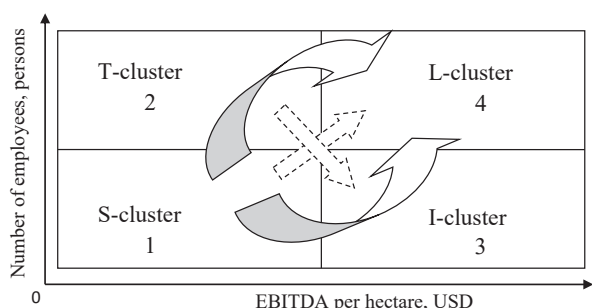 Number of employees, persons
T-cluster
2
L-cluster
4
S-cluster
1
I-cluster
3
0
EBITDA per hectare, USD